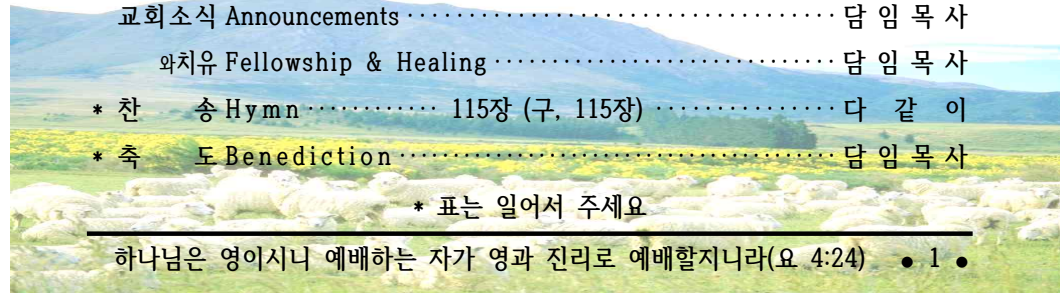 교회소식 Announcements ································ 담 임 목 사
와치유 Fellowship & Healing ···························· 담 임 목 사
* 찬 송 Hymn ··········· 115장 (구, 115장) ··············· 다 같 이
* 축 도 Benediction ···································· 담 임 목 사
* 표는 일어서 주세요
하나님은 영이시니 예배하는 자가 영과 진리로 예배할지니라(요 4:24) ● 1 ●